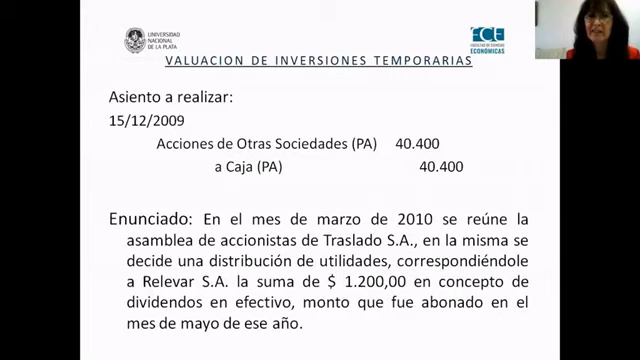 UNIVERSIDAD
NACIONAL
DE LA PLATA
FCE
FACULTAD DE CIENCIAS
ECONÓMICAS
VALUACION DE INVERSIONES TEMPORARIAS
Asiento a realizar:
15/12/2009
Acciones de Otras Sociedades (PA) 40.400
a Caja (PA) 40.400
Enunciado: En el mes de marzo de 2010 se reúne la
asamblea de accionistas de Traslado S.A., en la misma se
decide una distribución de utilidades, correspondiéndole
a Relevar S.A. la suma de $ 1.200,00 en concepto de
dividendos en efectivo, monto que fue abonado en el
mes de mayo de ese año.